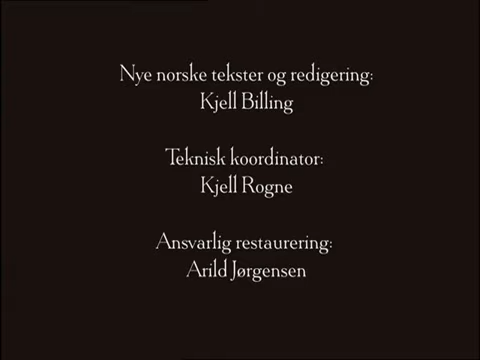 Nye norske tekster og redigering:
Kjell Billing
Teknisk koordinator:
Kjell Rogne
Ansvarlig restaurering:
Arild Jørgensen